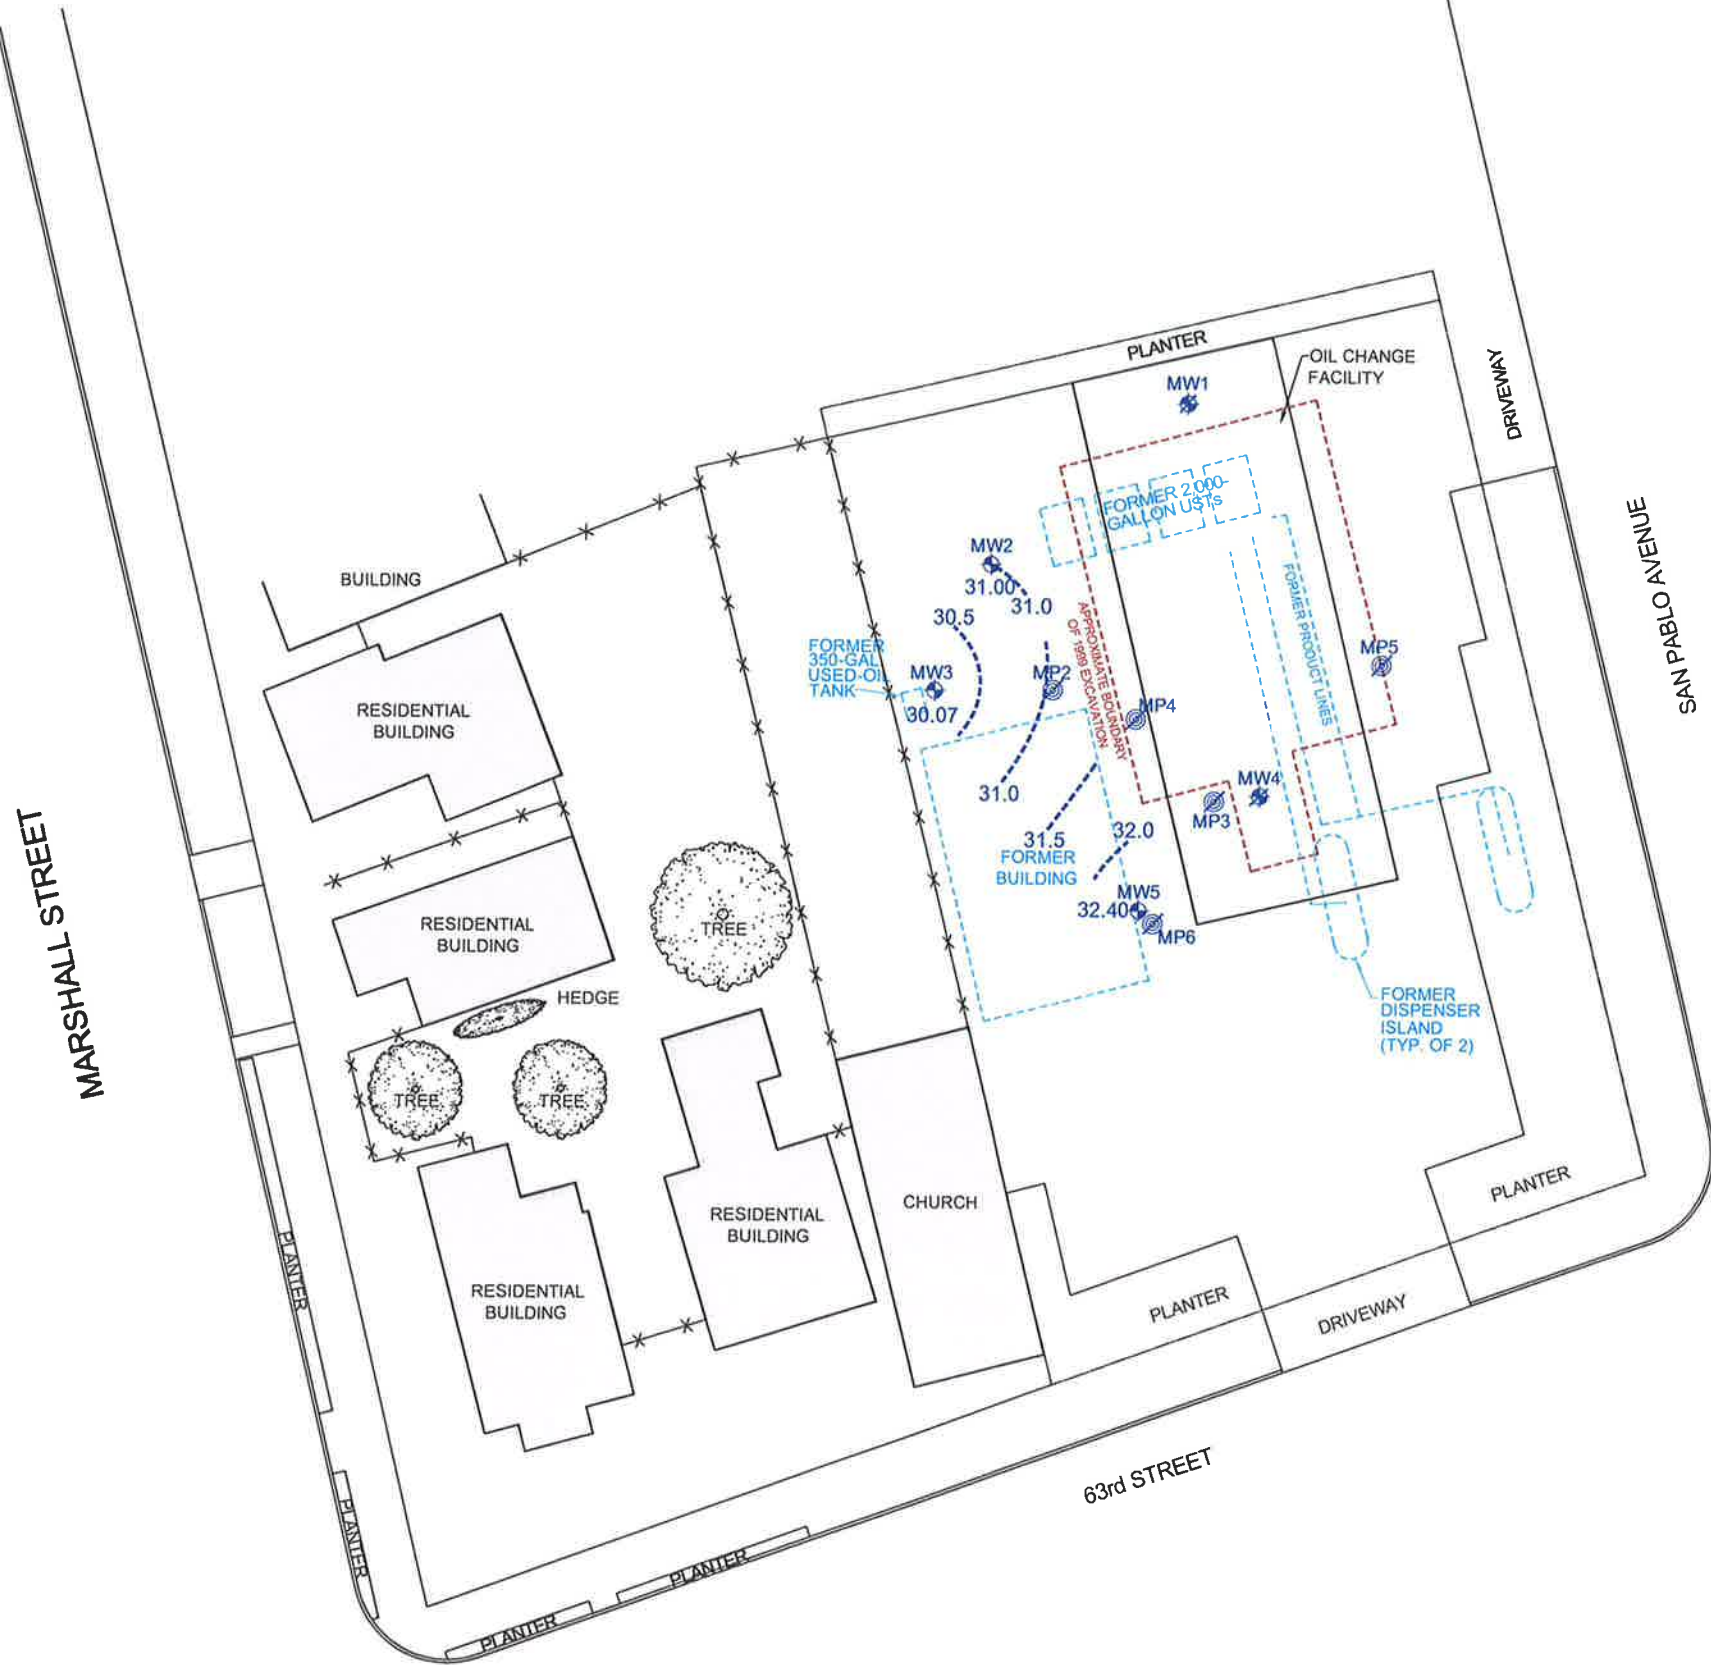 PLANTER
OIL CHANGE
FACILITY
DRIVEWAY
MW1
FORMER 2,000-
GALLON USTs
SAN PABLO AVENUE
MW2
31.00
31.0
30.5
BUILDING
FORMER
350-GAL
USED-OIL
TANK
MW3
30.07
MP2
APPROXIMATE BOUNDARY
OF 1999 EXCAVATION
FORMER PRODUCT LINES
MP5
MP4
RESIDENTIAL
BUILDING
31.0
MW4
MP3
31.5
32.0
FORMER
BUILDING
MW5
32.40
MP6
MARSHALL STREET
RESIDENTIAL
BUILDING
TREE
HEDGE
FORMER
DISPENSER
ISLAND
(TYP. OF 2)
TREE
TREE
PLANTER
CHURCH
RESIDENTIAL
BUILDING
PLANTER
RESIDENTIAL
BUILDING
PLANTER
DRIVEWAY
63rd STREET
PLANTER
PLANTER
PLANTER